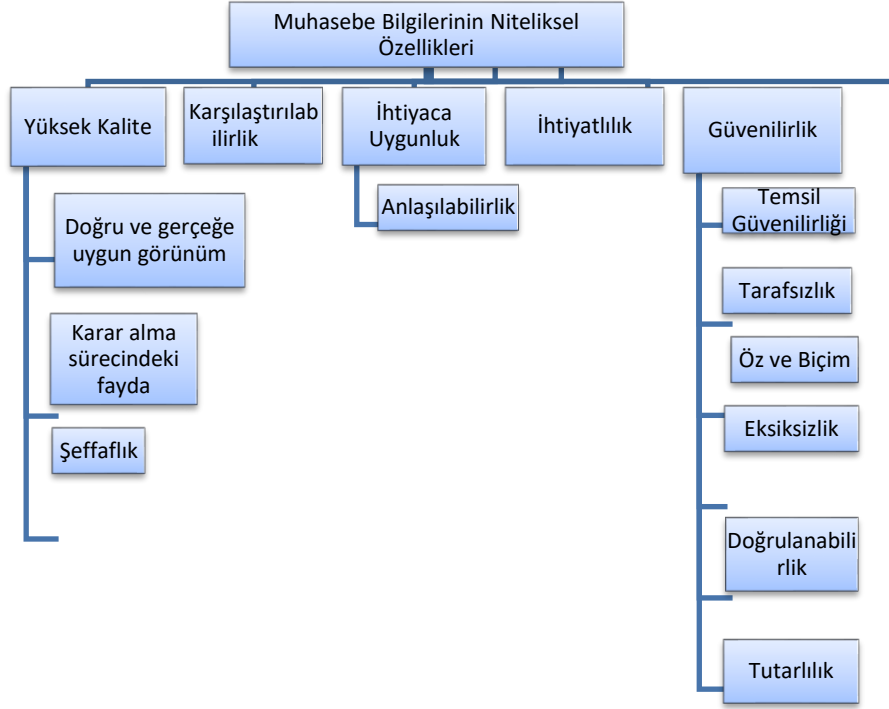 Muhasebe Bilgilerinin Niteliksel
Özellikleri
Yüksek Kalite
Karşılaştırılab
ilirlik
İhtiyaca
Uygunluk
İhtiyatlılık
Güvenilirlik
Doğru ve gerçeğe
uygun görünüm
Karar alma
sürecindeki
fayda
Şeffaflık
Anlaşılabilirlik
Temsil
Güvenilirliği
Tarafsızlık
Öz ve Biçim
Eksiksizlik
Doğrulanabili
rlik
Tutarlılık